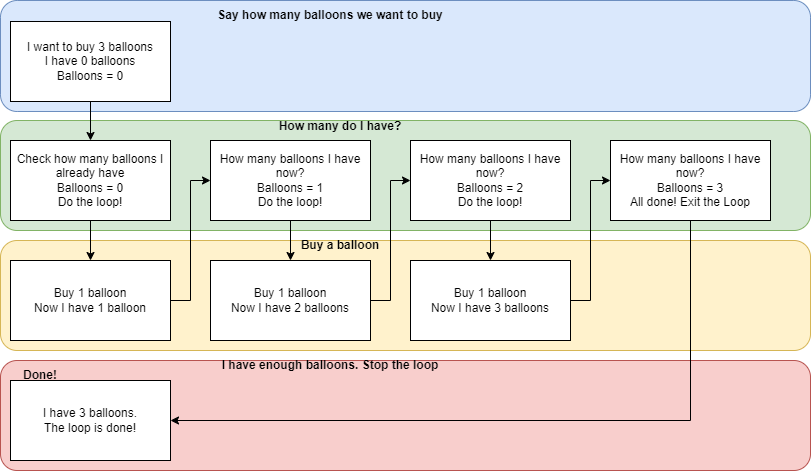 Say how many balloons we want to buy
I want to buy 3 balloons
I have 0 balloons
Balloons = 0
How many do I have?
Check how many balloons I
already have
Balloons = 0
Do the loop!
How many balloons I have
now?
Balloons = 1
Do the loop!
How many balloons I have
now?
Balloons = 2
Do the loop!
How many balloons I have
now?
Balloons = 3
All done! Exit the Loop
Buy a balloon
Buy 1 balloon
Now I have 1 balloon
Buy 1 balloon
Now I have 2 balloons
Buy 1 balloon
Now I have 3 balloons
I have enough balloons. Stop the loop
Done!
I have 3 balloons.
The loop is done!